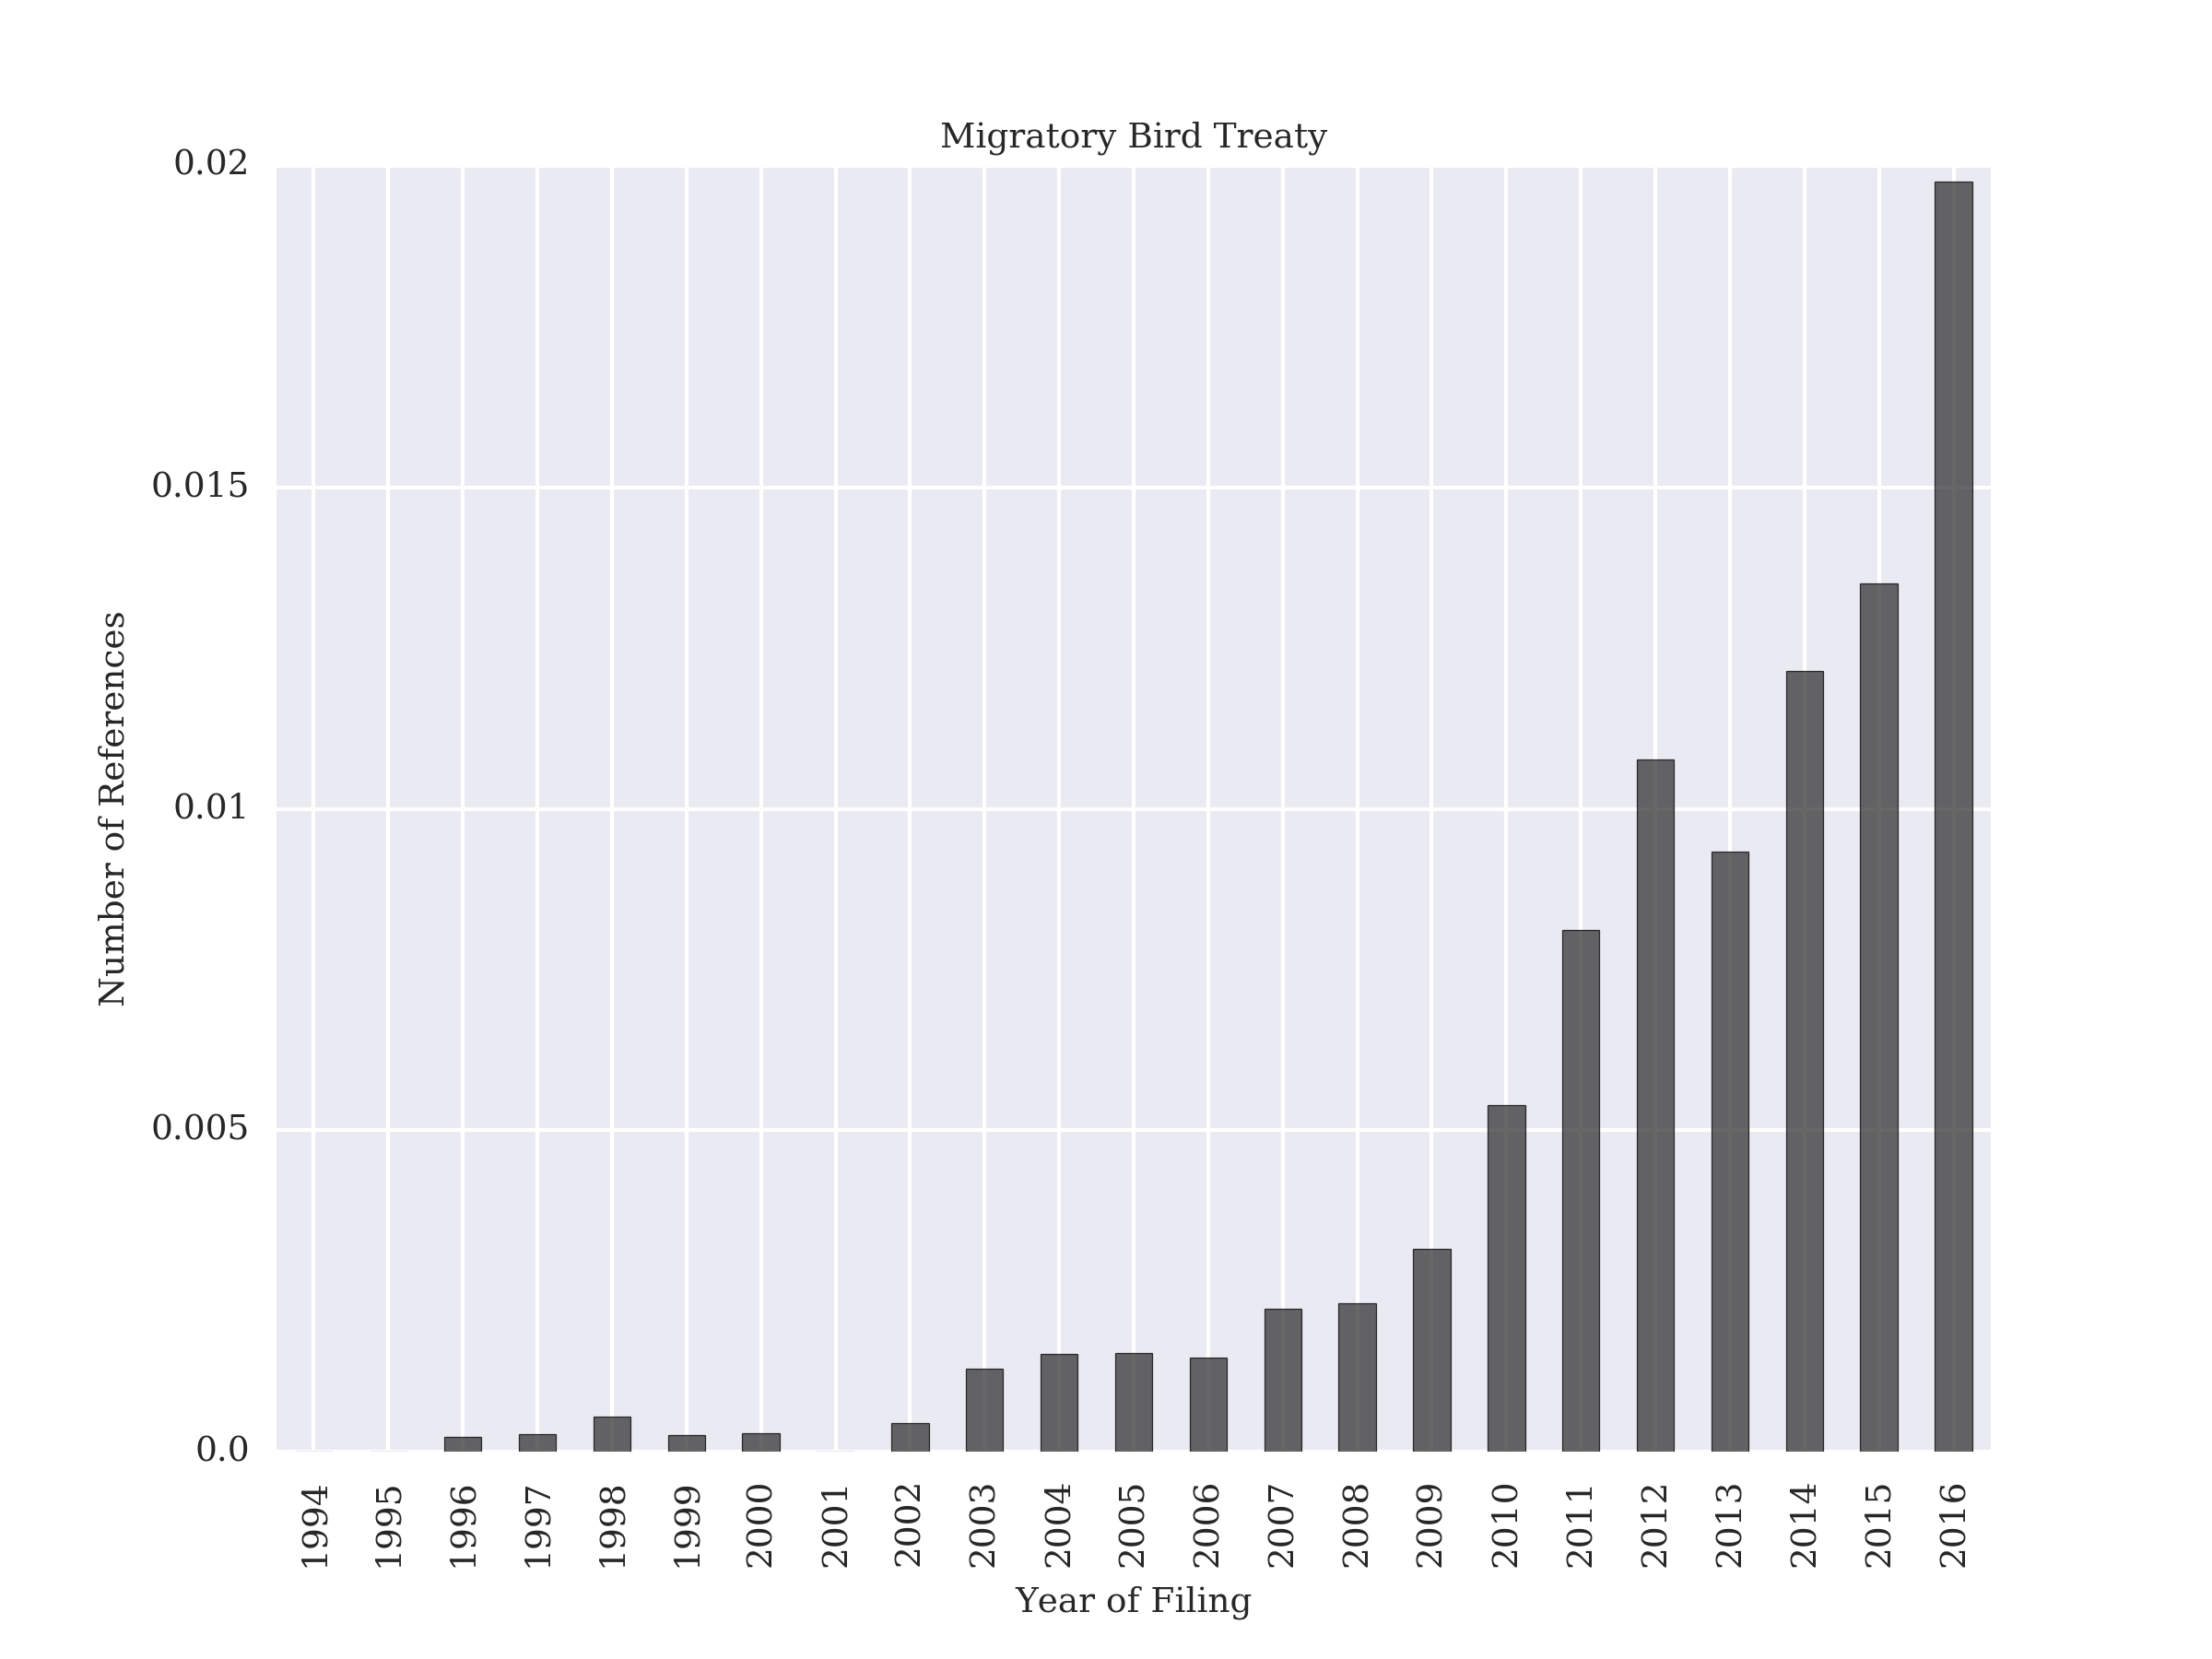 Migratory Bird Treaty
0.02
0.015
0.01
0.005
0.0
Number of References
1994 1995 1996 1997 1998 1999 2000 2001 2002 2003 2004 2005 2006 2007 2008 2009 2010 2011 2012 2013 2014 2015 2016
Year of Filing